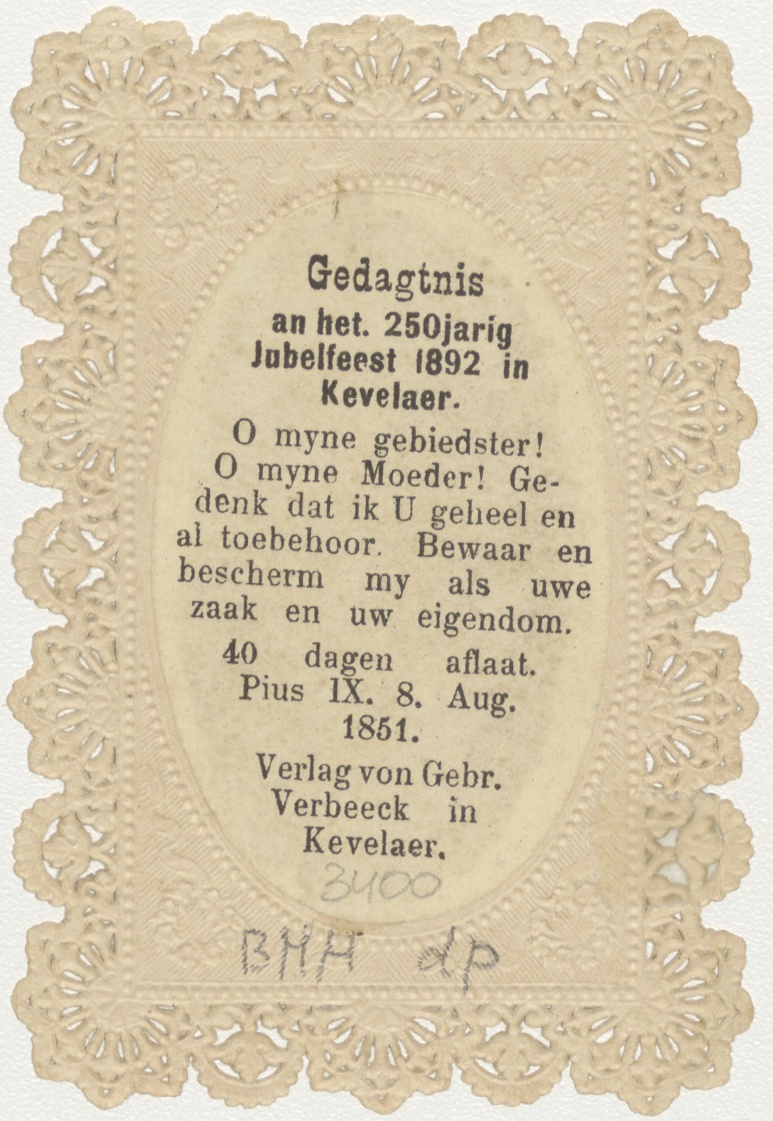 Gedagtnis
an het. 250jarig
Jubelfeest 1892 in
Kevelaer.
O myne gebiedster!
O myne Moeder! Ge-
denk dat ik U geheel en
al toebehoor. Bewaar en
bescherm my als uwe
zaak en uw eigendom.
40 dagen aflaat.
Pius IX. 8. Aug.
1851.
Verlag von Gebr.
Verbeeck in
Kevelaer.
3400
BHH dp